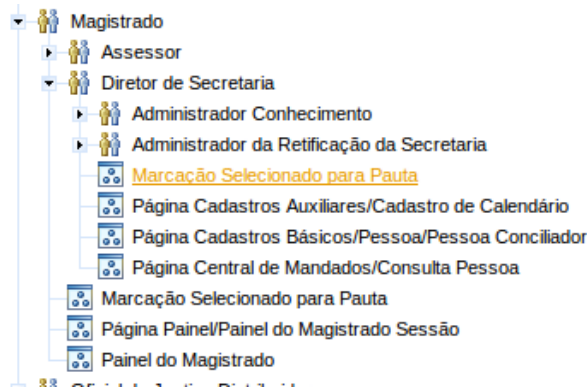 Magistrado
Assessor
Diretor de Secretaria
Administrador Conhecimento
Administrador da Retificação da Secretaria
Marcação Selecionado para Pauta
Página Cadastros Auxiliares/Cadastro de Calendário
Página Cadastros Básicos/Pessoa/Pessoa Conciliador
Página Central de Mandados/Consulta Pessoa
Marcação Selecionado para Pauta
Página Painel/Painel do Magistrado Sessão
Painel do Magistrado